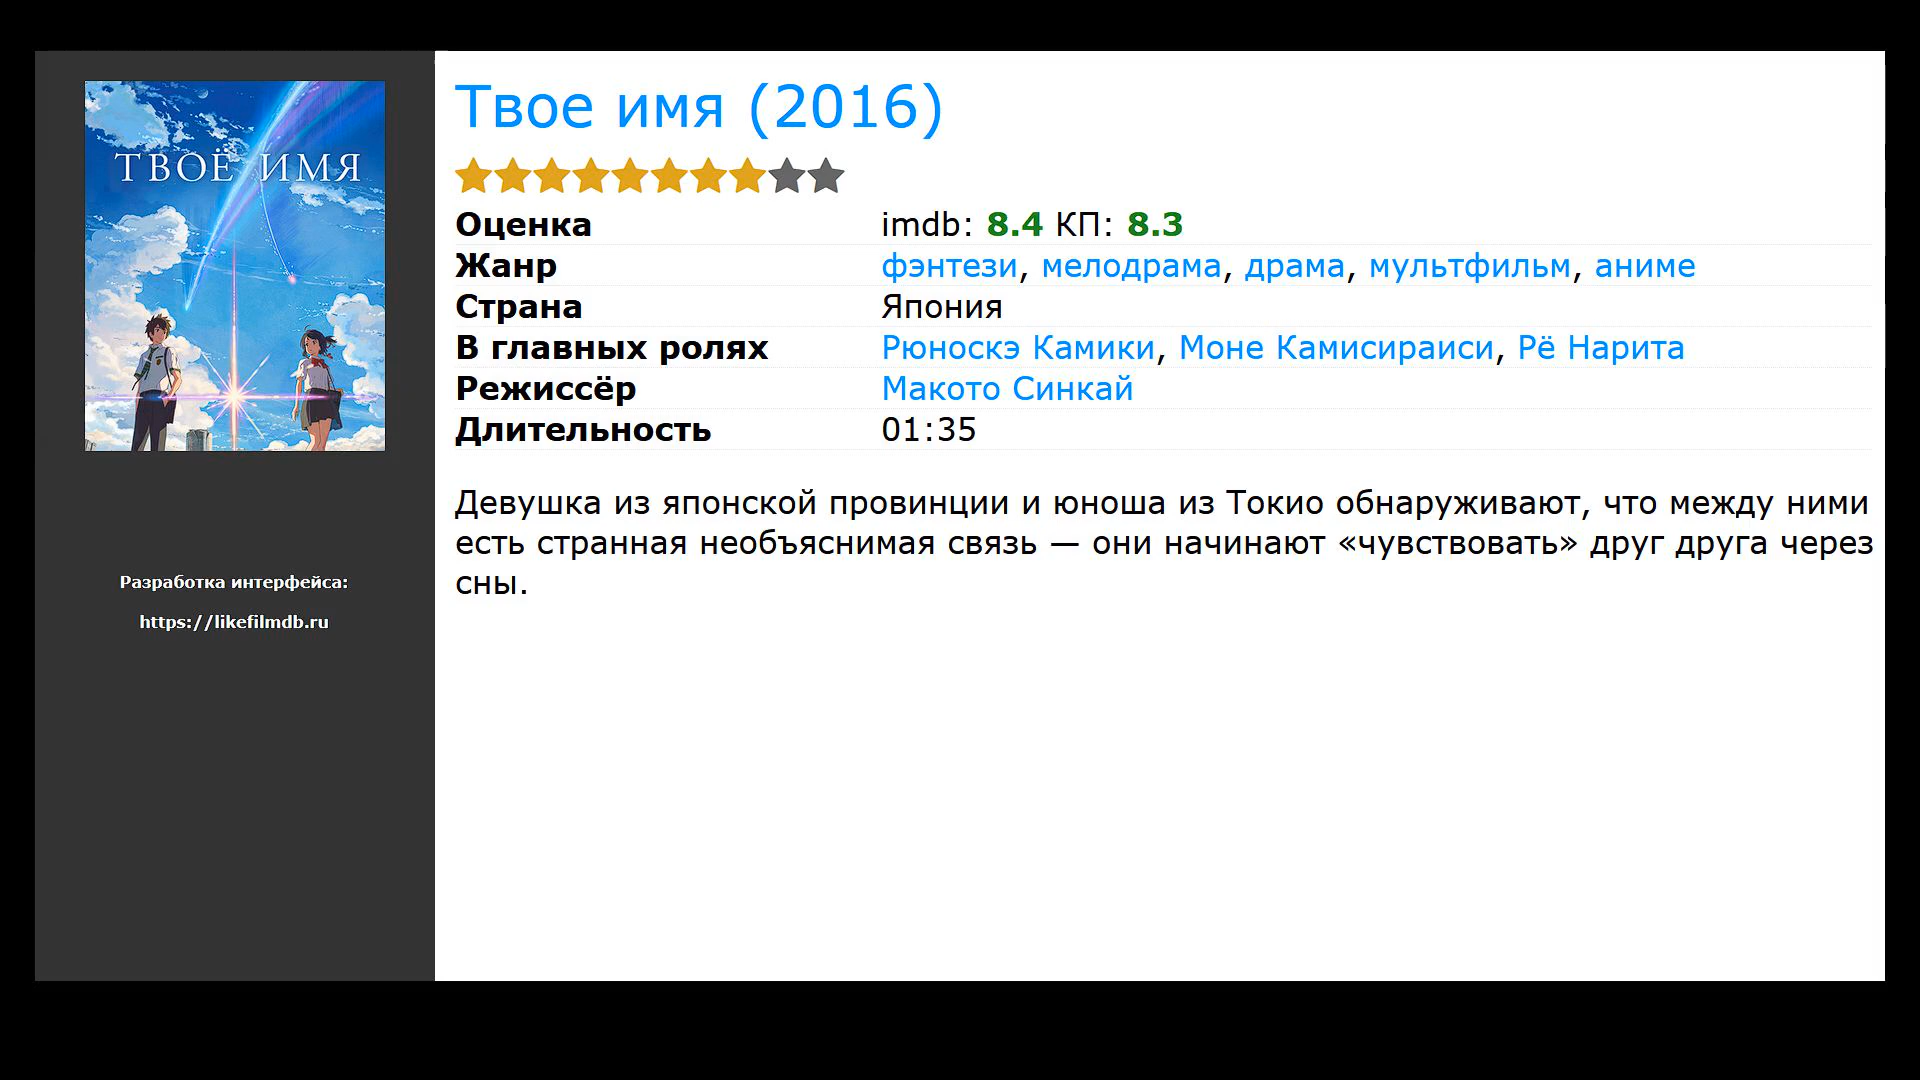 ТВОЁ ИМЯ
Разработка интерфейса:
https://likefilmdb.ru
Твое имя (2016)
Оценка imdb: 8.4 КП: 8.3
Жанр фэнтези, мелодрама, драма, мультфильм, аниме
Страна Япония
В главных ролях Рюноскэ Камики, Моне Камисираиси, Рё Нарита
Режиссёр Макото Синкай
Длительность 01:35
Девушка из японской провинции и юноша из Токио обнаруживают, что между ними
есть странная необъяснимая связь — они начинают «чувствовать» друг друга через
сны.